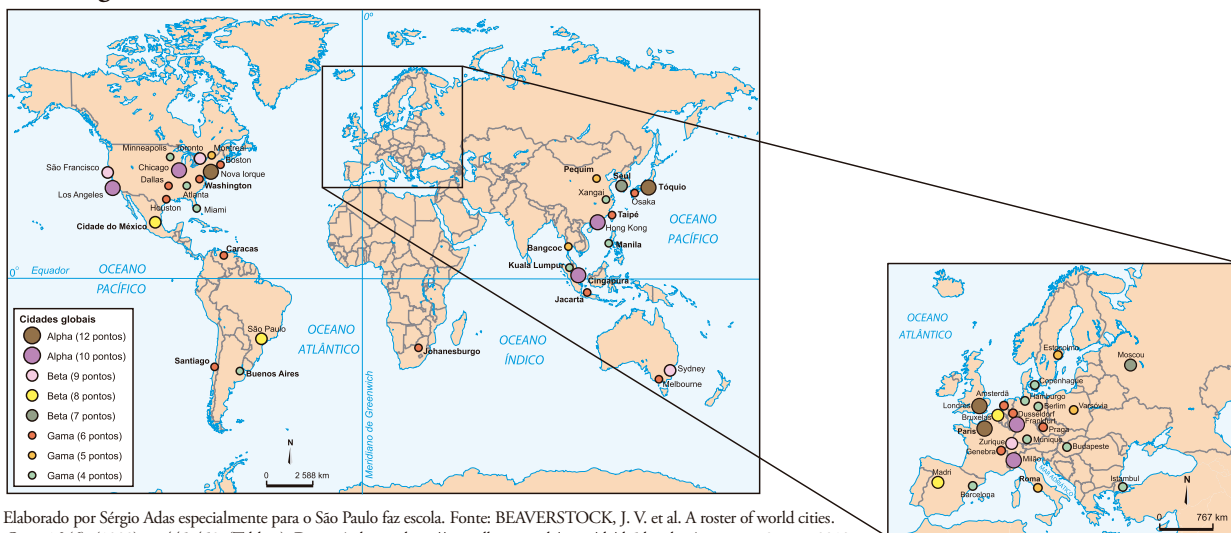 0º
Minneapolis
Toronto
Montreal
Boston
São Francisco
Chicago
Nova Iorque
Dallas
Washington
Los Angeles
Atlanta
Houston
Miami
Cidade do México
Caracas
0º
Equador
OCEANO
PACÍFICO
São Paulo
Santiago
Buenos Aires
OCEANO
ATLÂNTICO
Meridiano de Greenwich
Johanesburgo
OCEANO
ÍNDICO
Pequim
Seul
Tóquio
Xangai
Osaka
Taipé
Hong Kong
OCEANO
PACÍFICO
Bangcoc
Manila
Kuala Lumpur
Cingapura
Jacarta
Sydney
Melbourne
Cidades globais
Alpha (12 pontos)
Alpha (10 pontos)
Beta (9 pontos)
Beta (8 pontos)
Beta (7 pontos)
Gama (6 pontos)
Gama (5 pontos)
Gama (4 pontos)
N
0 2 588 km
OCEANO
ATLÂNTICO
Estocolmo
Moscou
Copenhague
Amsterdã
Hamburgo
Londres
Berlim
Varsóvia
Bruxelas
Dusseldorf
Frankfurt
Paris
Praga
Zurique
Munique
Genebra
Budapeste
Milão
Madri
MAR ADRIÁTICO
Barcelona
Roma
Istambul
N
0 767 km
Elaborado por Sérgio Adas especialmente para o São Paulo faz escola. Fonte: BEAVERSTOCK, J. V. et al. A roster of world cities.